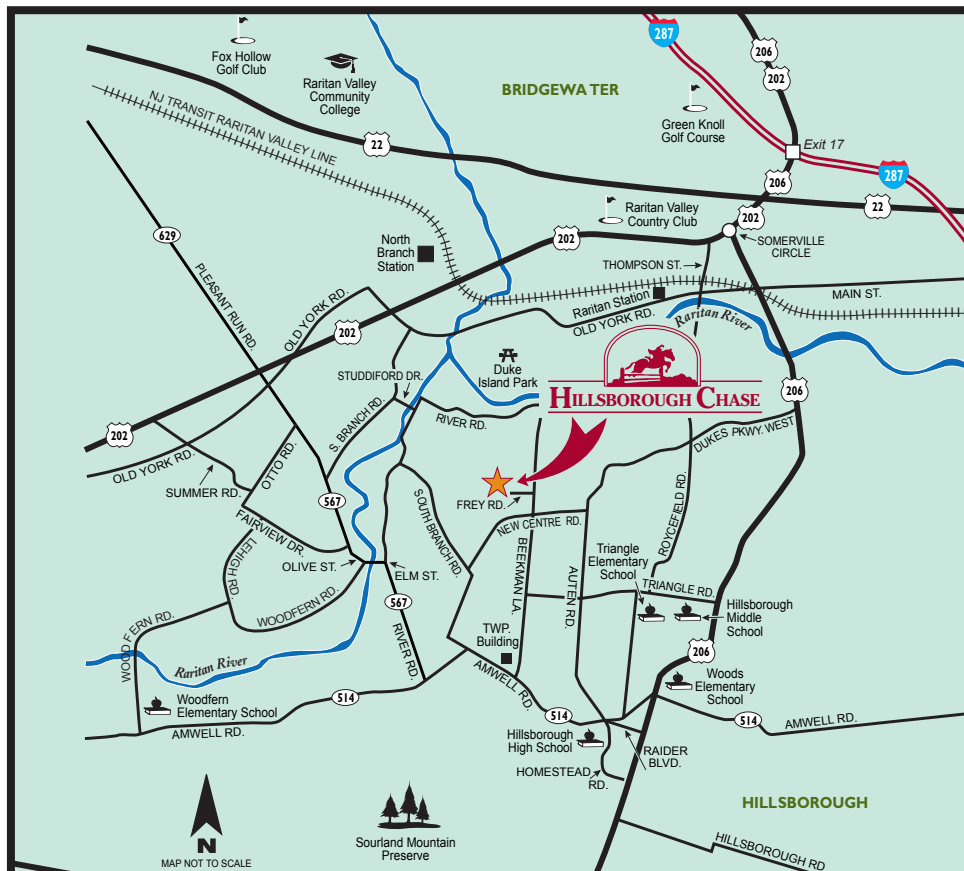 Fox Hollow
Golf Club
Raritan Valley
Community
College
BRIDGEWATER
287
206
202
Green Knoll
Golf Course
Exit 17
287
NJ TRANSIT RARITAN VALLEY LINE
22
206
22
629
PLEASANT RUN RD.
North
Branch
Station
202
Raritan Valley
Country Club
202
SOMERVILLE
CIRCLE
THOMPSON ST.
OLD YORK RD.
Raritan Station
OLD YORK RD.
MAIN ST.
Raritan River
202
STUDDIFORD DR.
Duke
Island Park
HILLSBOROUGH CHASE
206
S. BRANCH RD.
RIVER RD.
DUKES PKWY. WEST
202
OLD YORK RD.
SUMMER RD.
OTTO RD.
567
FREY RD.
ROYCEFIELD RD.
FAIRVIEW DR.
SOUTH BRANCH RD.
NEW CENTRE RD.
BEEKMAN LA.
LEHIGH RD.
OLIVE ST.
ELM ST.
AUTEN RD.
Triangle
Elementary
School
TRIANGLE RD.
WOODFERN RD.
567
Hillsborough
Middle
School
WOOD FERN RD.
RIVER RD.
TWP.
Building
206
Raritan River
AMWELL RD.
Woods
Elementary
School
Woodfern
Elementary School
514
514
514
AMWELL RD.
AMWELL RD.
Hillsborough
High School
RAIDER
BLVD.
HOMESTEAD
RD.
HILLSBOROUGH
N
MAP NOT TO SCALE
Sourland Mountain
Preserve
HILLSBOROUGH RD